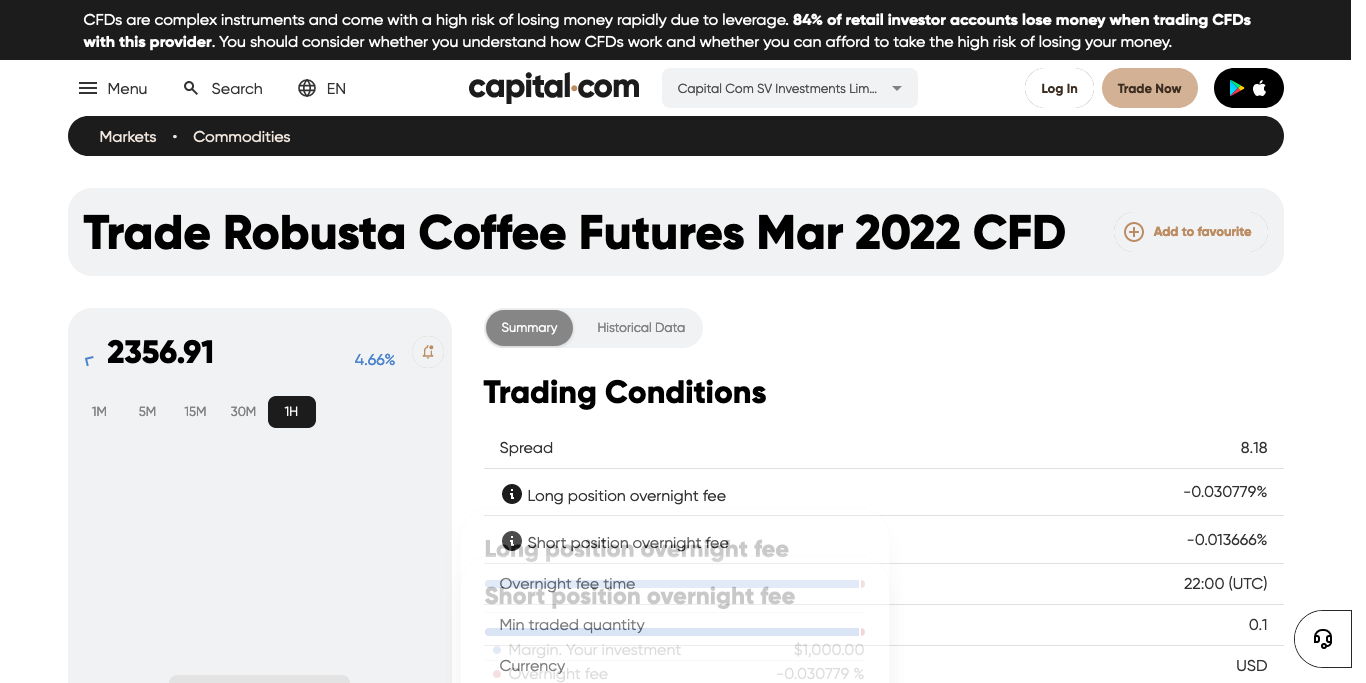 CFDs are complex instruments and come with a high risk of losing money rapidly due to leverage. 84% of retail investor accounts lose money when trading CFDs
with this provider. You should consider whether you understand how CFDs work and whether you can afford to take the high risk of losing your money.
Menu Search EN capital.com Capital Com SV Investments Lim... Log In Trade Now
Markets • Commodities
Trade Robusta Coffee Futures Mar 2022 CFD Add to favourite
2356.91 4.66%
1M 5M 15M 30M 1H
Summary Historical Data
Trading Conditions
Spread 8.18
Long position overnight fee -0.030779%
Short position overnight fee -0.013666%
Long position overnight fee
Overnight fee time 22:00 (UTC)
Short position overnight fee
Min traded quantity 0.1
Margin. Your investment $1,000.00
Currency USD
Overnight fee -0.030779 %